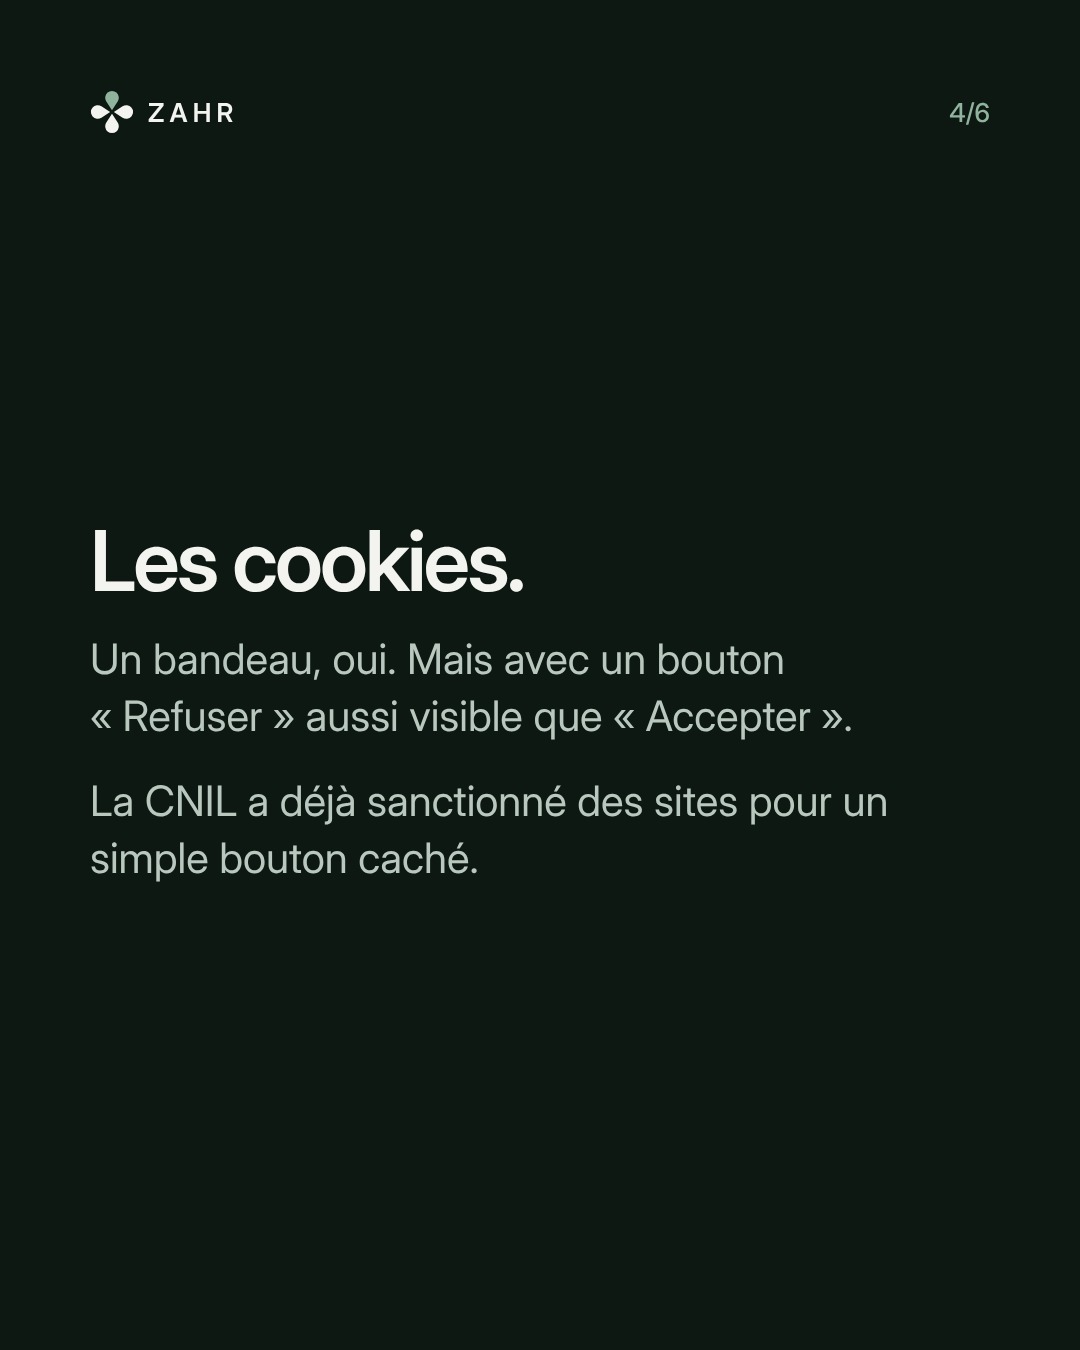 ZAHR
4/6
Les cookies.
Un bandeau, oui. Mais avec un bouton
« Refuser » aussi visible que « Accepter ».
La CNIL a déjà sanctionné des sites pour un
simple bouton caché.